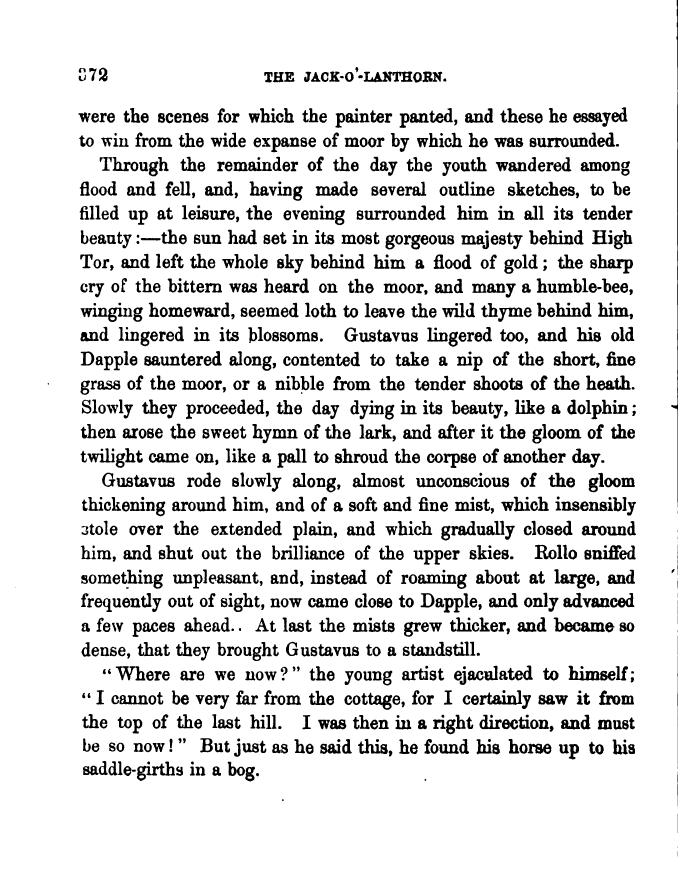 372 THE JACK-O'-LANTHORN.
were the scenes for which the painter panted, and these he essayed
to win from the wide expanse of moor by which he was surrounded.
Through the remainder of the day the youth wandered among
flood and fell, and, having made several outline sketches, to be
filled up at leisure, the evening surrounded him in all its tender
beauty:—the sun had set in its most gorgeous majesty behind High
Tor, and left the whole sky behind him a flood of gold; the sharp
cry of the bittern was heard on the moor, and many a humble-bee,
winging homeward, seemed loth to leave the wild thyme behind him,
and lingered in its blossoms. Gustavus lingered too, and his old
Dapple sauntered along, contented to take a nip of the short, fine
grass of the moor, or a nibble from the tender shoots of the heath.
Slowly they proceeded, the day dying in its beauty, like a dolphin;
then arose the sweet hymn of the lark, and after it the gloom of the
twilight came on, like a pall to shroud the corpse of another day.
Gustavus rode slowly along, almost unconscious of the gloom
thickening around him, and of a soft and fine mist, which insensibly
stole over the extended plain, and which gradually closed around
him, and shut out the brilliance of the upper skies. Rollo sniffed
something unpleasant, and, instead of roaming about at large, and
frequently out of sight, now came close to Dapple, and only advanced
a few paces ahead.. At last the mists grew thicker, and became so
dense, that they brought Gustavus to a standstill.
"Where are we now?" the young artist ejaculated to himself;
"I cannot be very far from the cottage, for I certainly saw it from
the top of the last hill. I was then in a right direction, and must
be so now!" But just as he said this, he found his horse up to his
saddle-girths in a bog.